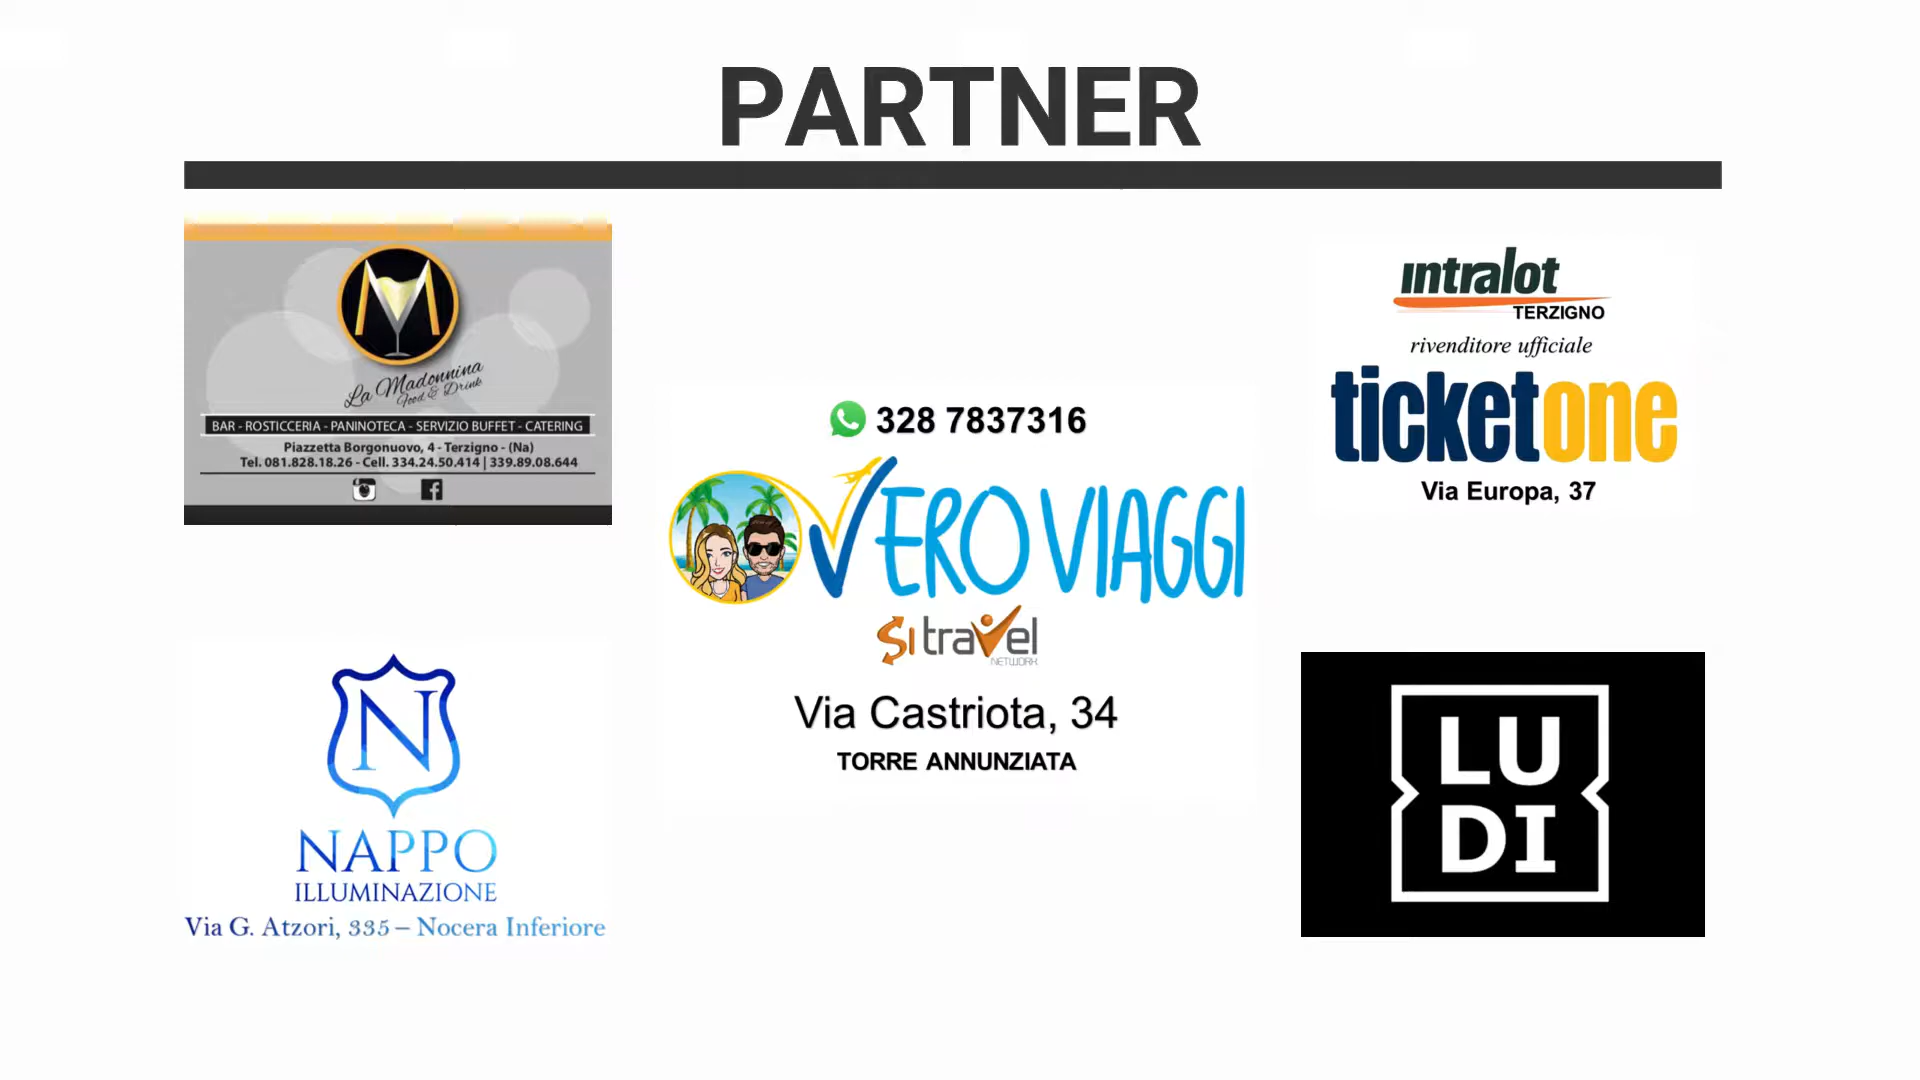 PARTNER
La Madonnina
Food & Drink
BAR - ROSTICCERIA - PANINOTECA - SERVIZIO BUFFET - CATERING
Piazzetta Borgonuovo, 4 - Terzigno - (Na)
Tel. 081.828.18.26 - Cell. 334.24.50.414 | 339.89.08.644
328 7837316
VERO VIAGGI
Sì travel
NETWORK
Via Castriota, 34
TORRE ANNUNZIATA
intralot
TERZIGNO
rivenditore ufficiale
ticketone
Via Europa, 37
N
NAPPO
ILLUMINAZIONE
Via G. Atzori, 335 – Nocera Inferiore
LU
DI